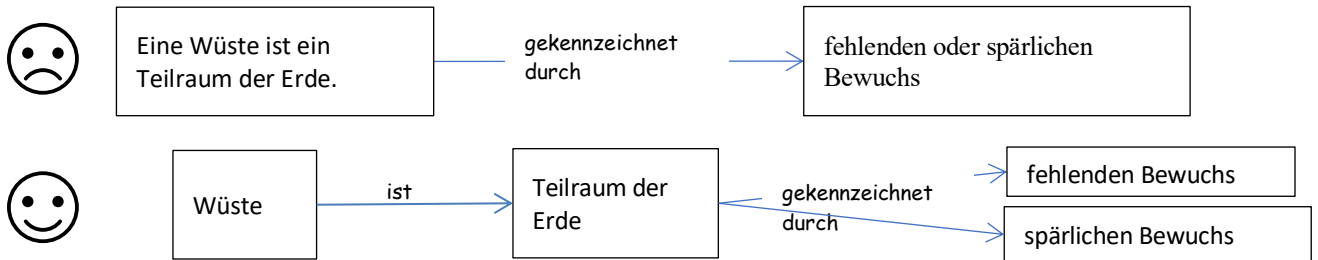 Eine Wüste ist ein
Teilraum der Erde.
gekennzeichnet
durch
fehlenden oder spärlichen
Bewuchs
Wüste
ist
Teilraum der
Erde
gekennzeichnet
durch
fehlenden Bewuchs
spärlichen Bewuchs